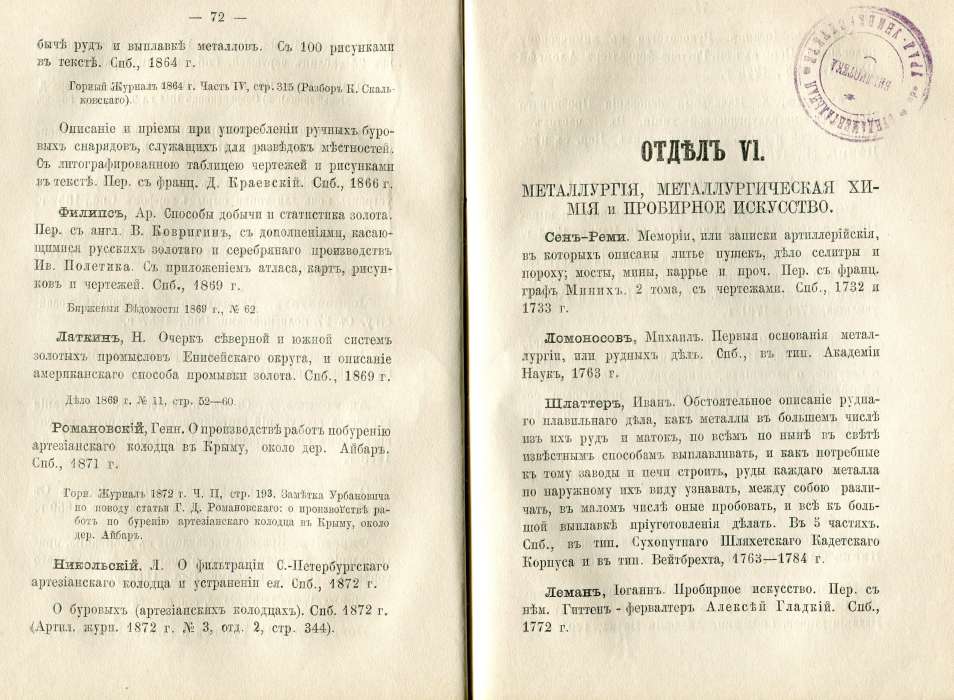 — 72 —
бычѣ рудъ и выплавкѣ металловъ. Съ 100 рисунками
въ текстѣ. Спб., 1864 г.
Горный Журналъ 1864 г. Часть IV, стр. 315 (Разборъ К. Скаль-
ковскаго).
Описаніе и пріемы при употребленіи ручныхъ буро-
выхъ снарядовъ, служащихъ для развѣдокъ мѣстностей.
Съ литографированною таблицею чертежей и рисунками
въ текстѣ. Пер. съ франц. Д. Краевскій. Спб., 1866 г.
Филипсъ, Ар. Способы добычи и статистика золота.
Пер. съ англ. В. Ковригинъ, съ дополненіями, касаю-
щимися русскихъ золотаго и серебрянаго производствъ
Ив. Полетика. Съ приложеніемъ атласа, картъ, рисун-
ковъ и чертежей. Спб., 1869 г.
Биржевыя Вѣдомости 1869 г., № 62.
Латкинъ, Н. Очеркъ сѣверной и южной системъ
золотыхъ промысловъ Енисейскаго округа, и описаніе
американскаго способа промывки золота. Спб., 1869 г.
Дѣло 1869 г. № 11, стр. 52—60.
Романовскій, Генн. О производствѣ работъ по буренію
артезіянскаго колодца въ Крыму, около дер. Айбаръ.
Спб., 1871 г.
Горн. Журналъ 1872 г. Ч. II, стр. 193. Замѣтка Урбановича
по поводу статьи Г. Д. Романовскаго: о производствѣ ра-
ботъ по буренію артезіанскаго колодца въ Крыму, около
дер. Айбаръ.
Никольскій. Л. О фильтраціи С.-Петербургскаго
артезіанскаго колодца и устраненіи ея. Спб., 1872 г.
О буровыхъ (артезіанскихъ колодцахъ). Спб. 1872 г.
(Артил. журн. 1872 г. № 3, отд. 2, стр. 344).
ОТДѢЛЪ VI.
МЕТАЛЛУРГІЯ, МЕТАЛЛУРГИЧЕСКАЯ ХИ-
МІЯ и ПРОБИРНОЕ ИСКУССТВО.
Сенъ-Реми. Меморіи, или записки артиллерійскія,
въ которыхъ описаны литье пушекъ, дѣло селитры и
пороху; мосты, мины, каррье и проч. Пер. съ франц.
графъ Минихъ. 2 тома, съ чертежами. Спб., 1732 и
1733 г.
Ломоносовъ, Михаилъ. Первыя основанія метал-
лургіи, или рудныхъ дѣлъ. Спб., въ тип. Академіи
Наукъ, 1763 г.
Шлаттеръ, Иванъ. Обстоятельное описаніе рудна-
го плавильнаго дѣла, какъ металлы въ большемъ числѣ
изъ ихъ рудъ и матокъ, по всѣмъ по нынѣ въ свѣтѣ
извѣстнымъ способамъ выплавливать, и какъ потребные
къ тому заводы и печи строить, руды каждаго металла
по наружному ихъ виду узнавать, между собою разли-
чать, въ маломъ числѣ оные пробовать, и всѣ къ боль-
шой выплавкѣ пріуготовленія дѣлать. Въ 5 частяхъ.
Спб., въ тип. Сухопутнаго Шляхетскаго Кадетскаго
Корпуса и въ тип. Вейтбрехта, 1763—1784 г.
Леманъ, Іоганнъ. Пробирное искусство. Пер. съ
нѣм. Гиттенъ - фервалтеръ Алексѣй Гладкій. Спб.,
1772 г.
БИБЛІОТЕКА